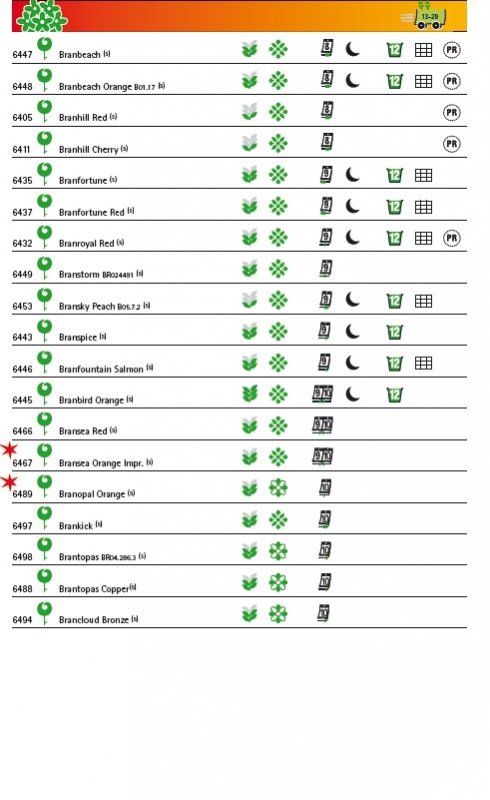 13-29
6447 Branbeach (s) 8 12 PR
6448 Branbeach Orange B01.17 (s) 8 12 PR
6405 Branhill Red (s) 8 PR
6411 Branhill Cherry (s) 8 PR
6435 Branfortune (s) 9 12
6437 Branfortune Red (s) 9 12
6432 Branroyal Red (s) 9 12 PR
6449 Branstorm BR024491 (s) 9
6453 Bransky Peach B05.7.2 (s) 9 12
6443 Branspice (s) 9 12
6446 Branfountain Salmon (s) 9 12
6445 Branbird Orange (s) 9 10 12
6466 Bransea Red (s) 9 10
6467 Bransea Orange Impr. (s) 9 10
6489 Branopal Orange (s) 10
6497 Brankick (s) 10
6498 Brantopas BR04.286.3 (s) 10
6488 Brantopas Copper(s) 10
6494 Brancloud Bronze (s) 10